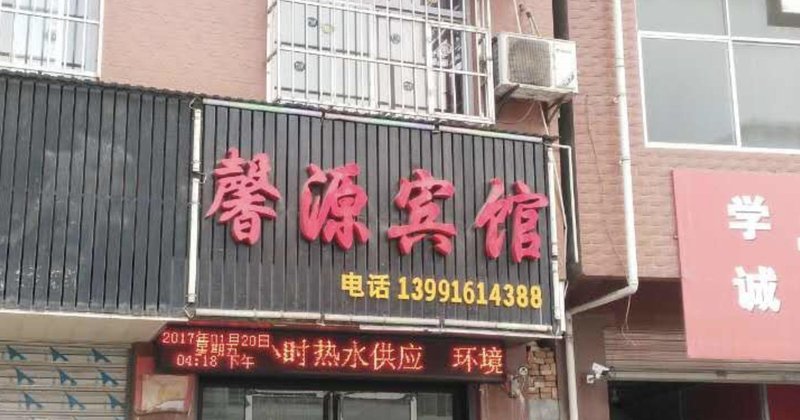 馨源宾馆
电话 13991614388
2017年01月20日
星期五
04:18 下午
小时热水供应 环境
学
诚